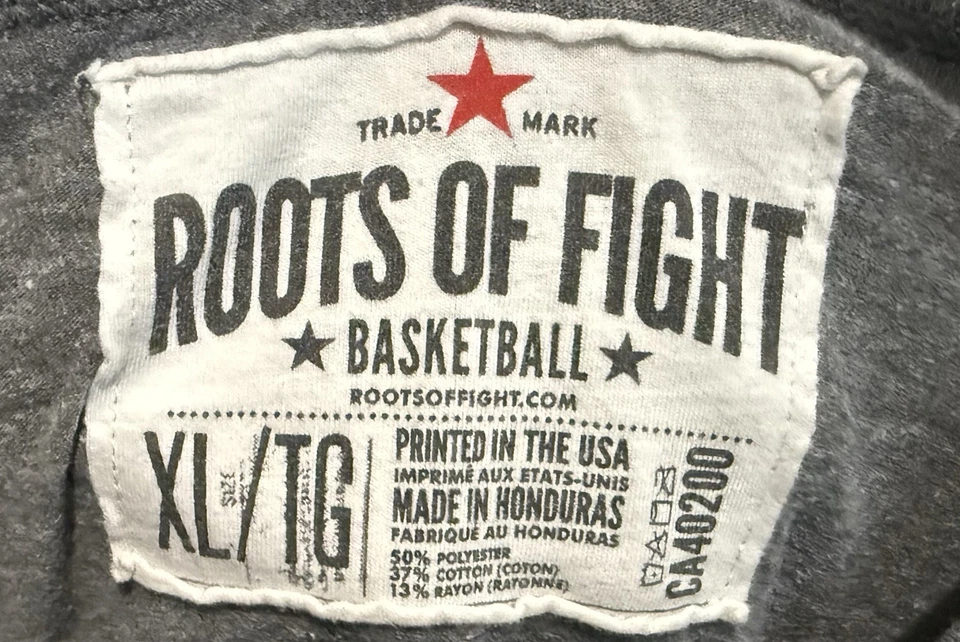 TRADE MARK
ROOTS OF FIGHT
BASKETBALL
ROOTSOFFIGHT.COM
SIZE
XL/TG
PRINTED IN THE USA
IMPRIMÉ AUX ETATS-UNIS
MADE IN HONDURAS
FABRIQUE AU HONDURAS
50% POLYESTER
37% COTTON (COTON)
13% RAYON (RAYONNE)
CA40200